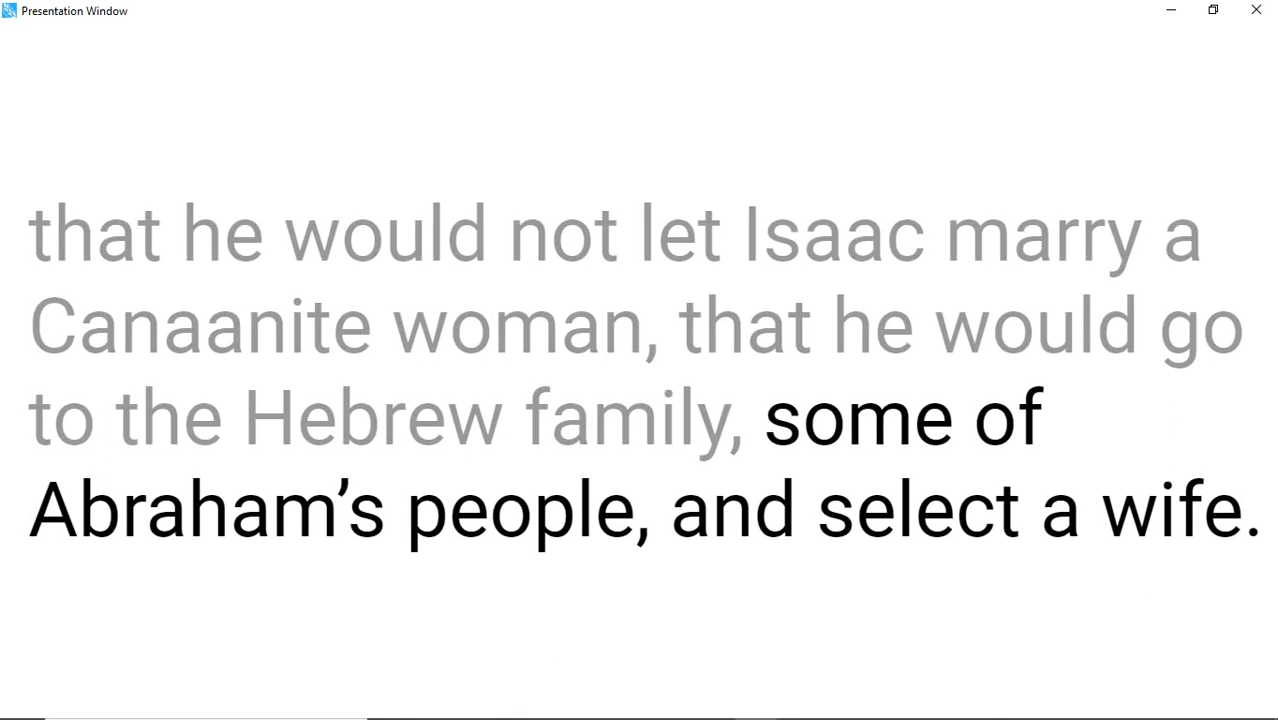 Presentation Window
that he would not let Isaac marry a
Canaanite woman, that he would go
to the Hebrew family, some of
Abraham’s people, and select a wife.